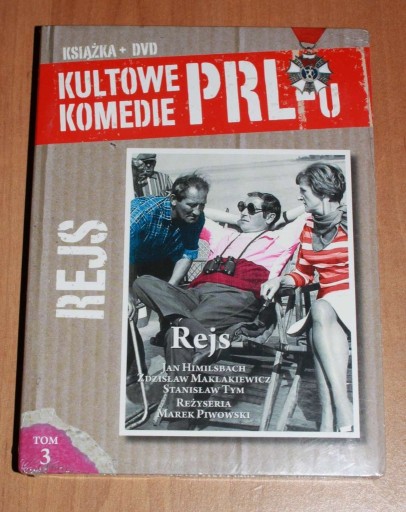 KSIĄŻKA + DVD
KULTOWE
KOMEDIE
PRL-U
REJS
Rejs
JAN HIMILSBACH
ZDZISŁAW MAKLAKIEWICZ
STANISŁAW TYM
REŻYSERIA
MAREK PIWOWSKI
TOM
3